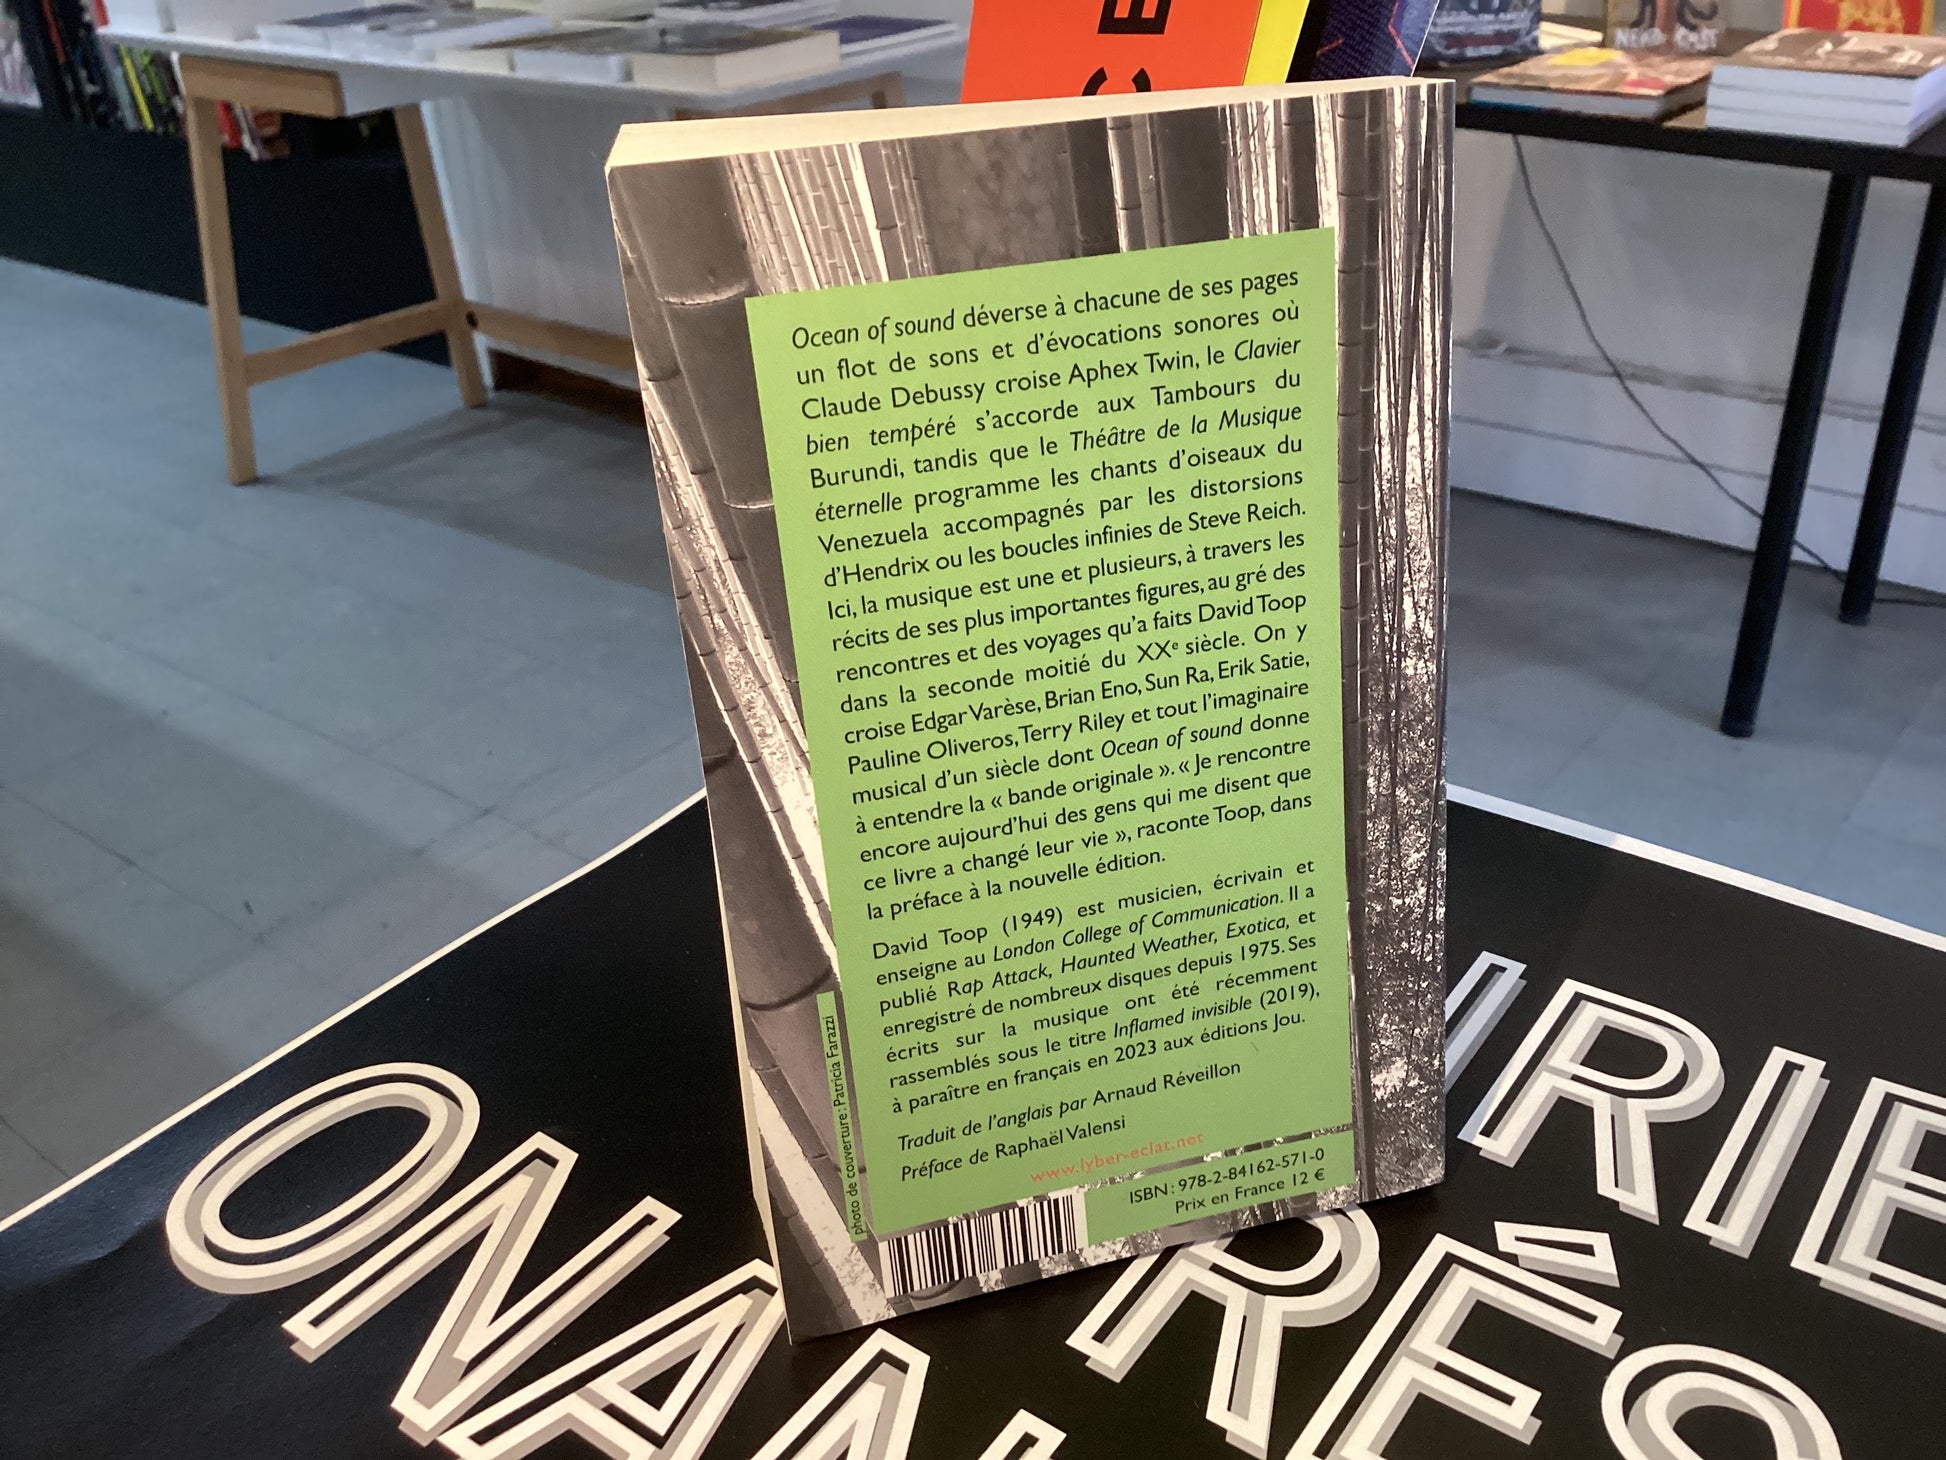 C E
NERD CAST
Ocean of sound déverse à chacune de ses pages
un flot de sons et d'évocations sonores où
Claude Debussy croise Aphex Twin, le Clavier
bien tempéré s'accorde aux Tambours du
Burundi, tandis que le Théâtre de la Musique
éternelle programme les chants d'oiseaux du
Venezuela accompagnés par les distorsions
d'Hendrix ou les boucles infinies de Steve Reich.
Ici, la musique est une et plusieurs, à travers les
récits de ses plus importantes figures, au gré des
rencontres et des voyages qu'a faits David Toop
dans la seconde moitié du XXe siècle. On y
croise Edgar Varèse, Brian Eno, Sun Ra, Erik Satie,
Pauline Oliveros, Terry Riley et tout l'imaginaire
musical d'un siècle dont Ocean of sound donne
à entendre la « bande originale ». « Je rencontre
encore aujourd'hui des gens qui me disent que
ce livre a changé leur vie », raconte Toop, dans
la préface à la nouvelle édition.
David Toop (1949) est musicien, écrivain et
enseigne au London College of Communication. Il a
publié Rap Attack, Haunted Weather, Exotica, et
enregistré de nombreux disques depuis 1975. Ses
écrits sur la musique ont été récemment
rassemblés sous le titre Inflamed invisible (2019),
à paraître en français en 2023 aux éditions Jou.
Traduit de l'anglais par Arnaud Réveillon
Préface de Raphaël Valensi
www.lyber-eclat.net
ISBN : 978-2-84162-571-0
Prix en France 12 €
photo de couverture : Patricia Farazzi
IRIE
ONAN
RÉS